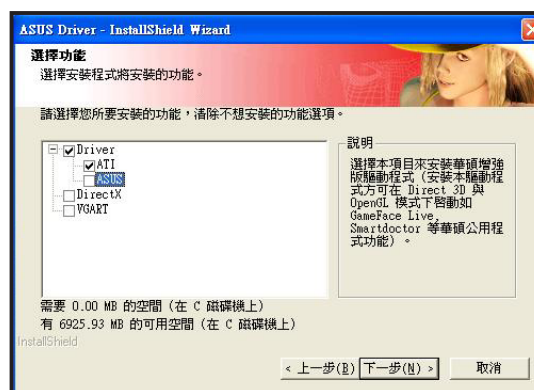 ASUS Driver - InstallShield Wizard
選擇功能
選擇安裝程式將安裝的功能。
請選擇您所要安裝的功能，清除不想安裝的功能選項。
Driver
ATI
ASUS
DirectX
VGART
說明
選擇本項目來安裝華碩增強
版驅動程式（安裝本驅動程
式方可在 Direct 3D 與
OpenGL 模式下啓動如
GameFace Live,
Smartdoctor 等華碩公用程
式功能）。
需要 0.00 MB 的空間（在 C 磁碟機上）
有 6925.93 MB 的可用空間（在 C 磁碟機上）
InstallShield
< 上一步(B) 下一步(N) > 取消